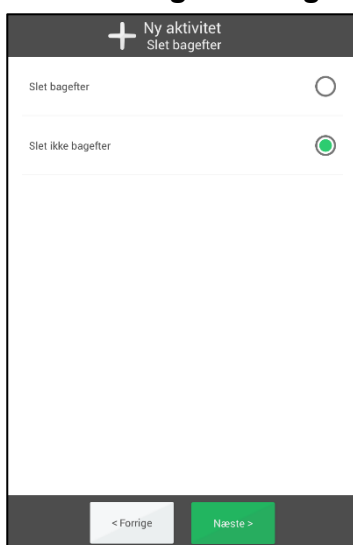 Ny aktivitet
Slet bagefter
Slet bagefter
Slet ikke bagefter
< Forrige
Næste >